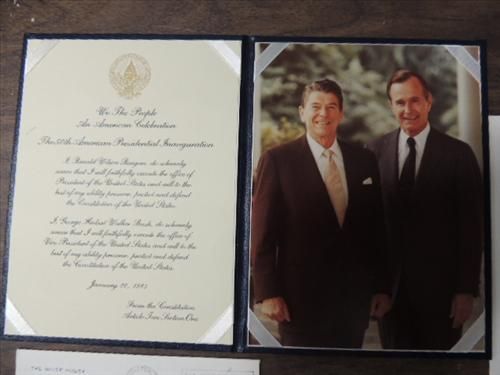 We The People
An American Celebration
The 50th American Presidential Inauguration
I, Ronald Wilson Reagan, do solemnly
swear that I will faithfully execute the office of
President of the United States and will to the
best of my ability preserve, protect and defend
the Constitution of the United States.
I, George Herbert Walker Bush, do solemnly
swear that I will faithfully execute the office of
Vice President of the United States and will to the
best of my ability preserve, protect and defend
the Constitution of the United States.
January 20, 1985
From the Constitution
Article Two Section One
THE WHITE HOUSE